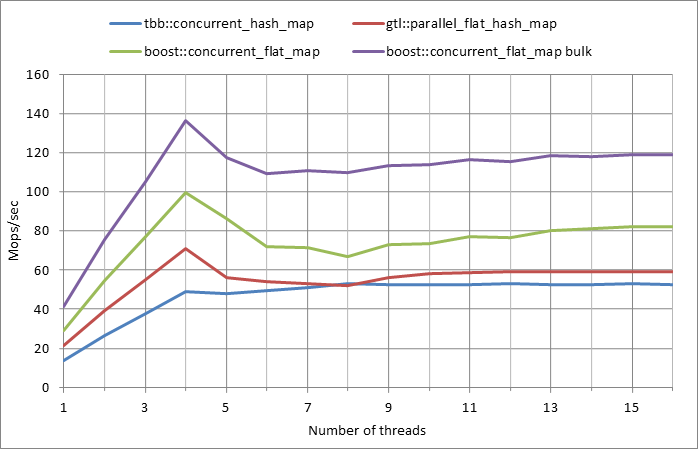 tbb::concurrent_hash_map gtl::parallel_flat_hash_map
boost::concurrent_flat_map boost::concurrent_flat_map bulk
160
140
120
100
80
60
40
20
0
Mops/sec
1 3 5 7 9 11 13 15
Number of threads